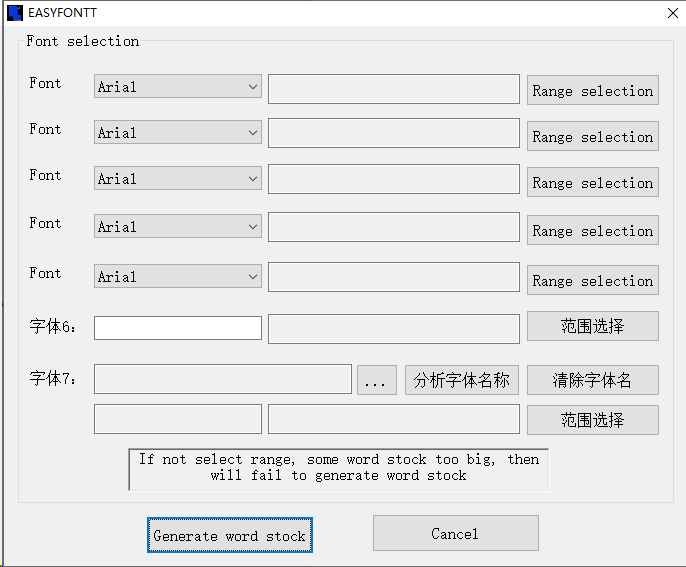 EASYFONTT
Font selection
Font Arial Range selection
Font Arial Range selection
Font Arial Range selection
Font Arial Range selection
Font Arial Range selection
字体6: 范围选择
字体7: ... 分析字体名称 清除字体名
范围选择
If not select range, some word stock too big, then
will fail to generate word stock
Generate word stock Cancel